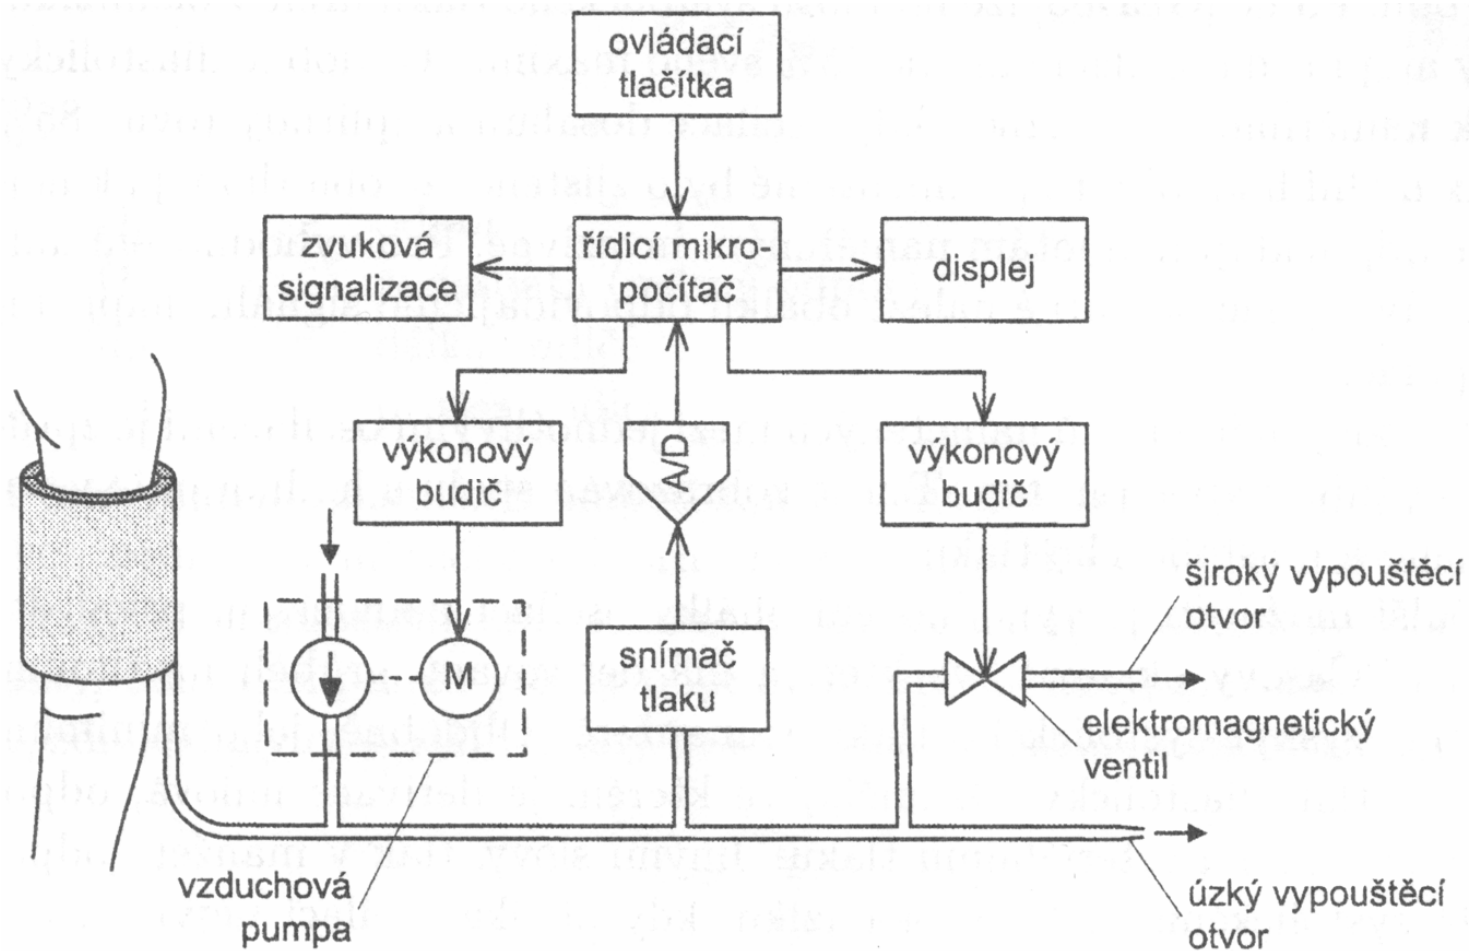 ovládací
tlačítka
zvuková
signalizace
řídicí mikro-
počítač
displej
výkonový
budič
A/D
výkonový
budič
široký vypouštěcí
otvor
M
snímač
tlaku
elektromagnetický
ventil
vzduchová
pumpa
úzký vypouštěcí
otvor